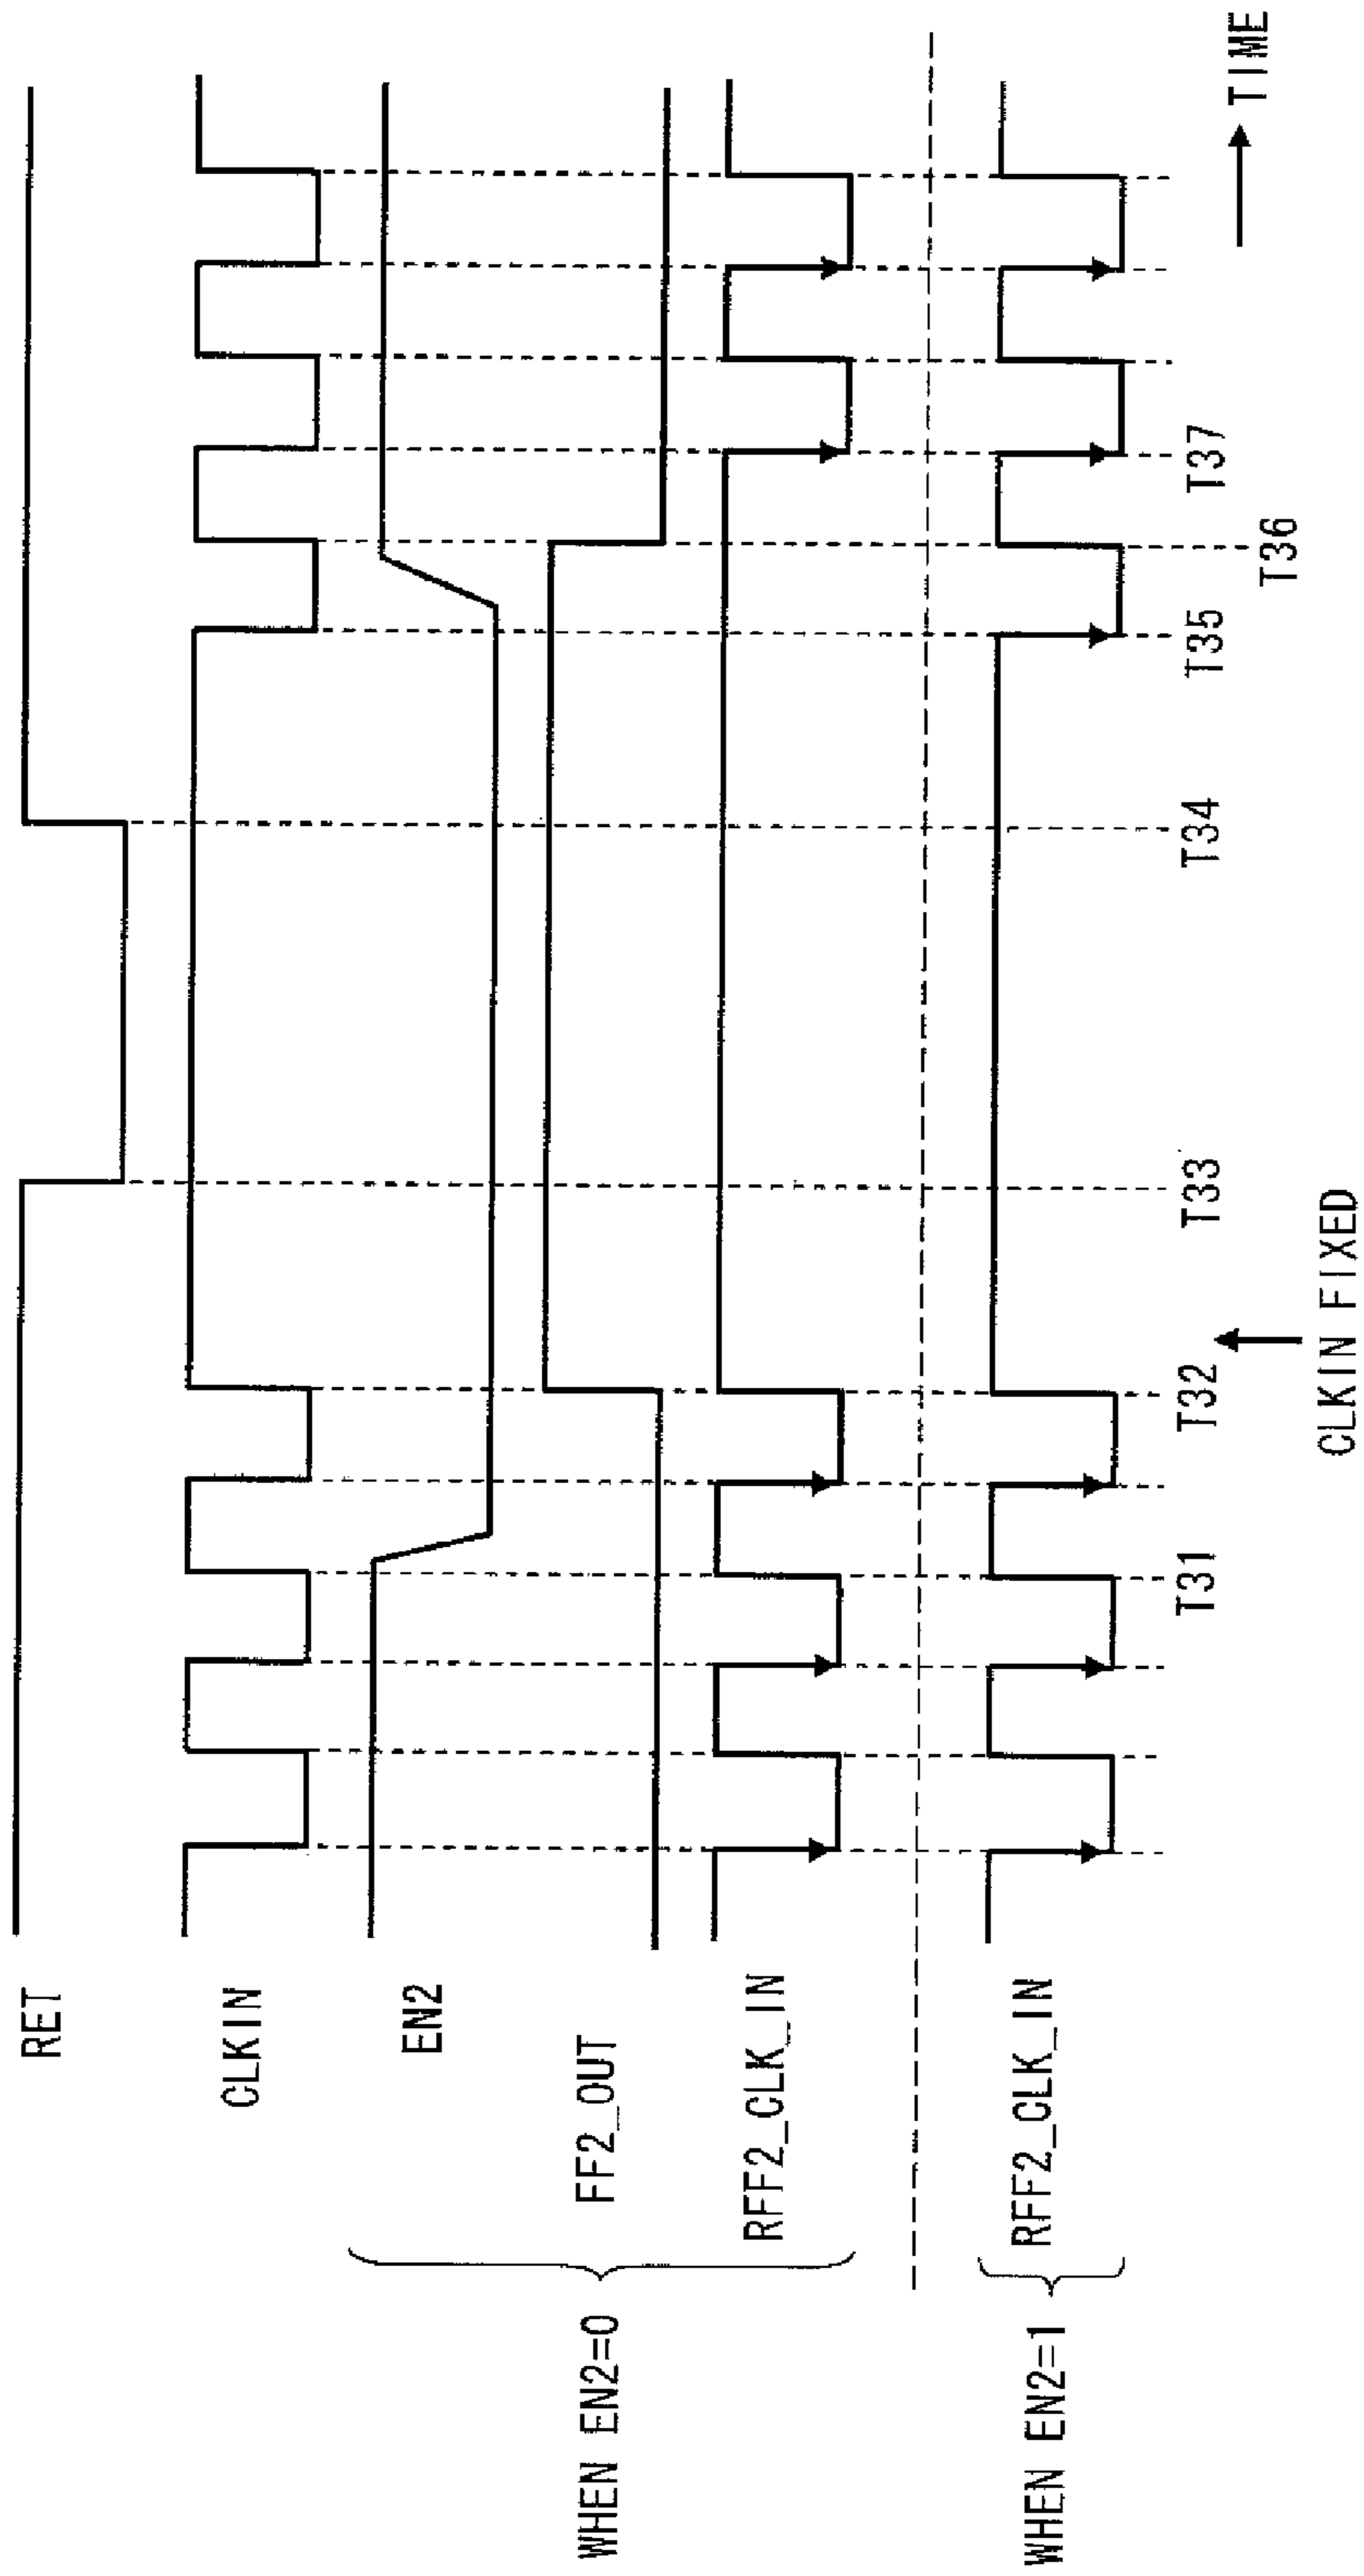 RET
CLKIN
WHEN EN2=0
EN2
FF2_OUT
RFF2_CLK_IN
WHEN EN2=1
RFF2_CLK_IN
T31
T32
T33
T34
T35
T36
T37
CLKIN FIXED
TIME